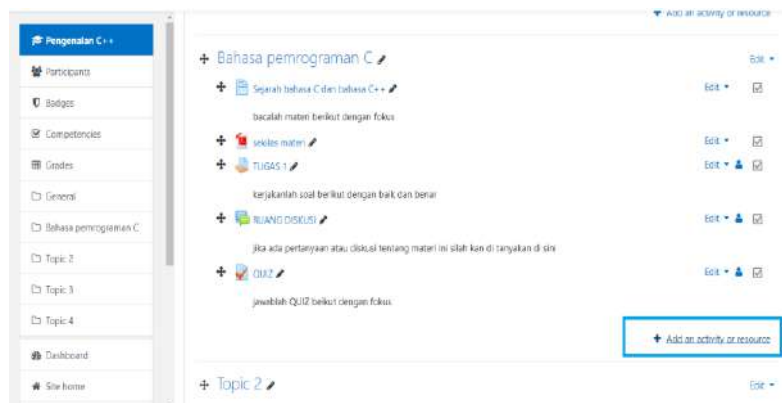 + Add an activity or resource
Pengenalan C++
Participants
Badges
Competencies
Grades
General
Bahasa pemrograman C
Topic 2
Topic 3
Topic 4
Dashboard
Site home
Bahasa pemrograman C
Edit
Sejarah bahasa C dan bahasa C++
Edit
bacalah materi berikut dengan fokus
sekilas materi
Edit
TUGAS 1
Edit
kerjakanlah soal berikut dengan baik dan benar
RUANG DISKUSI
Edit
jika ada pertanyaan atau diskusi tentang materi ini silah kan di tanyakan di sini
QUIZ
Edit
jawablah QUIZ beikut dengan fokus
+ Add an activity or resource
Topic 2
Edit